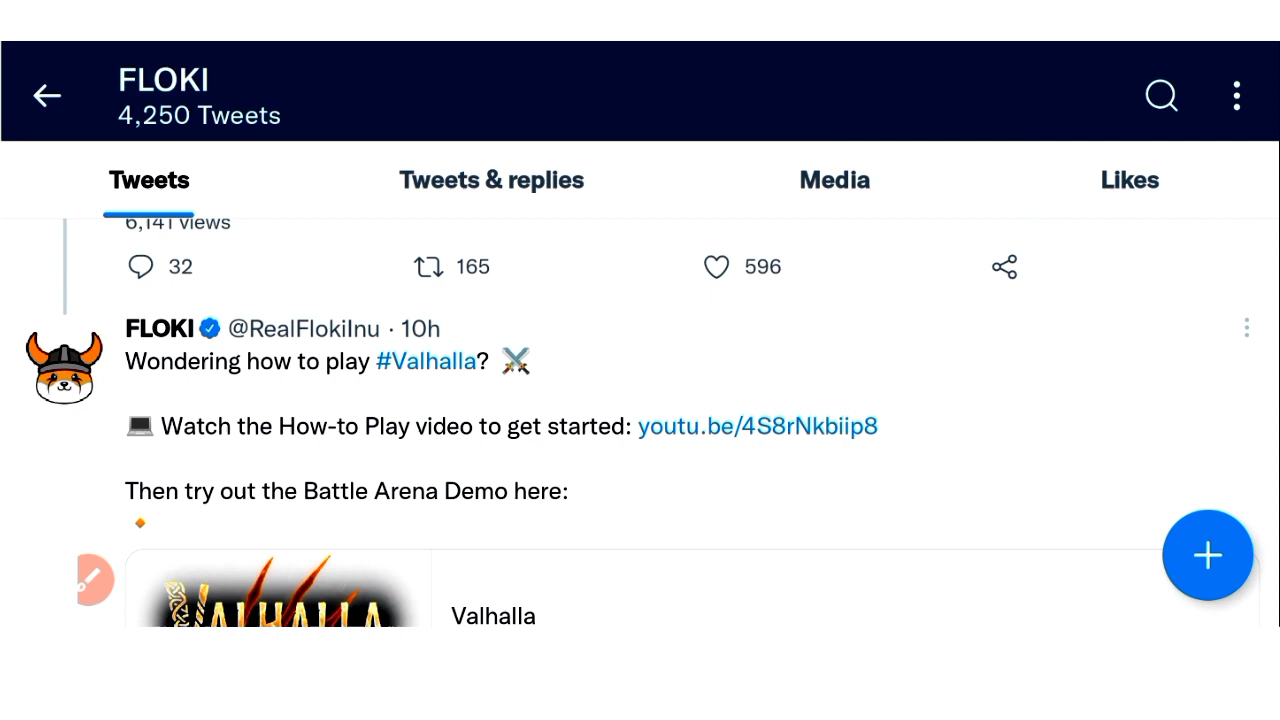 FLOKI
4,250 Tweets
Tweets
Tweets & replies
Media
Likes
6,141 views
32
165
596
FLOKI @RealFlokiInu · 10h
Wondering how to play #Valhalla? ⚔️
💻 Watch the How-to Play video to get started: youtu.be/4S8rNkbiip8
Then try out the Battle Arena Demo here:
🔸
VALHALLA
Valhalla